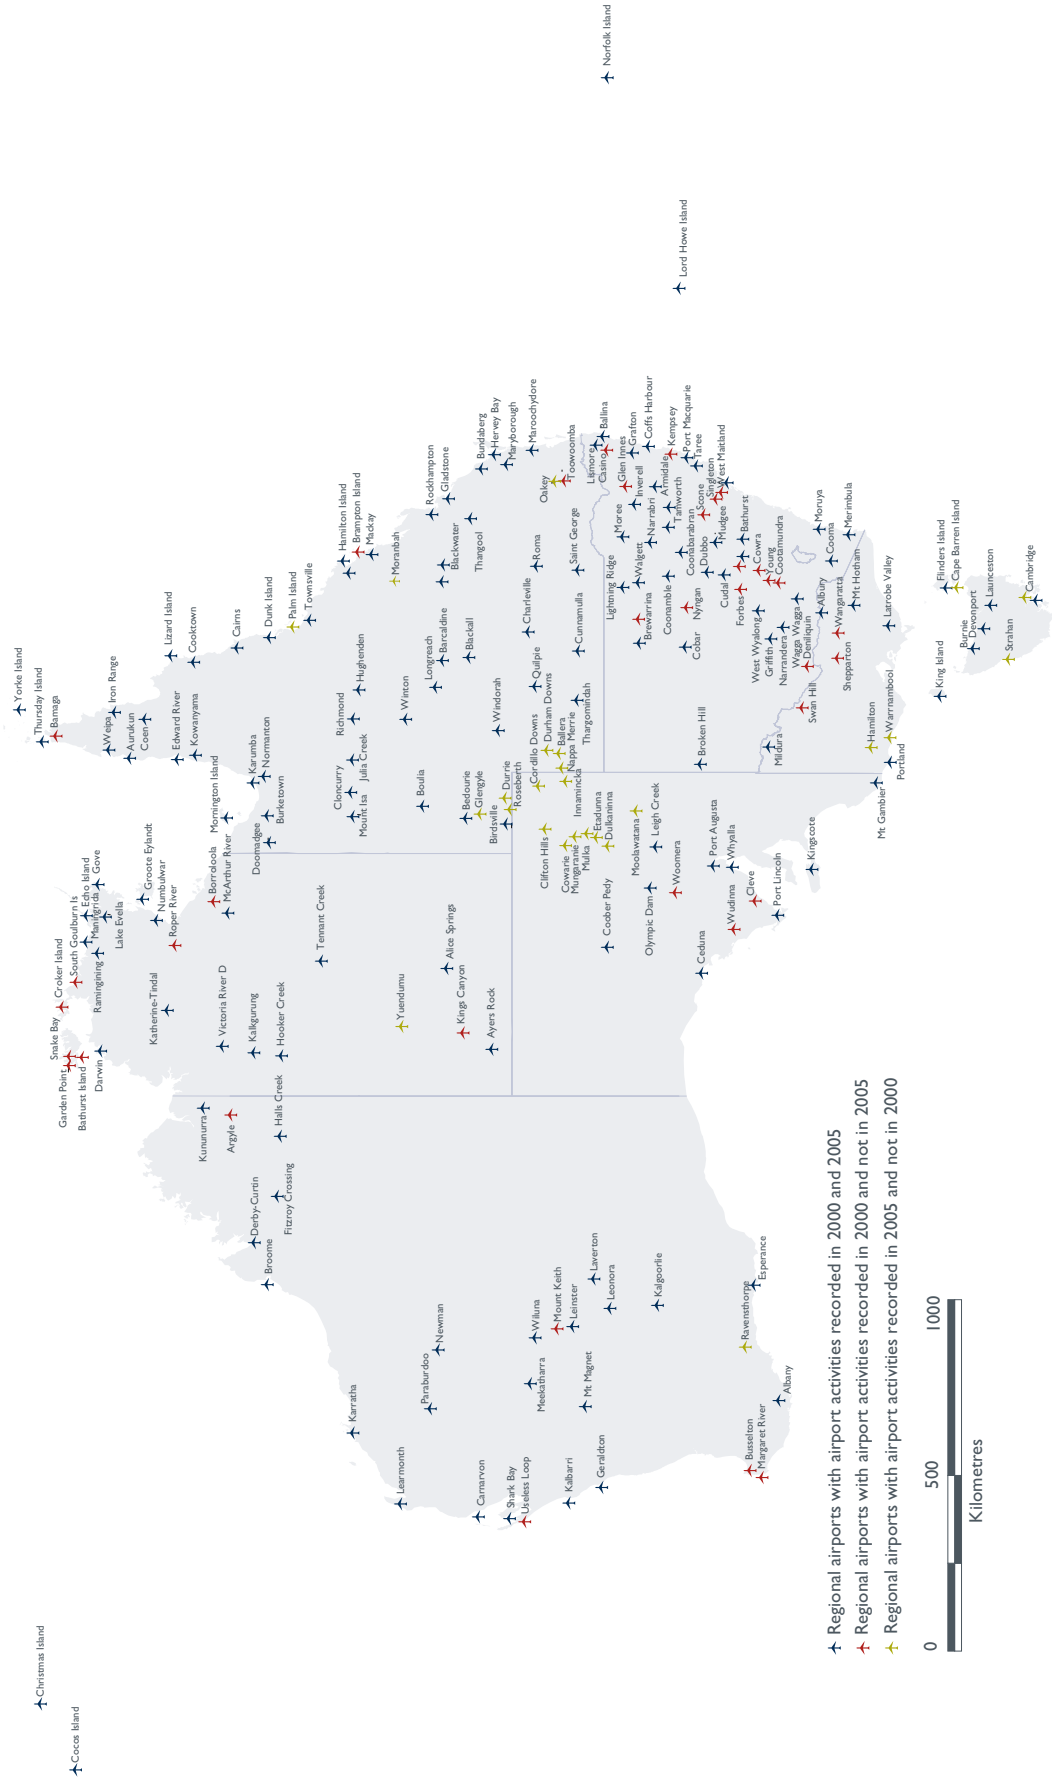 Christmas Island
Cocos Island
Yorke Island
Thursday Island
Bamaga
Weipa
Iron Range
Aurukun
Coen
Lizard Island
Edward River
Kowanyama
Cooktown
Cairns
Dunk Island
Palm Island
Townsville
Normanton
Karumba
Mornington Island
Burketown
Doomadgee
Snake Bay
Croker Island
South Goulburn Is
Echo Island
Gove
Maningrida
Garden Point
Bathurst Island
Darwin
Ramingining
Lake Evella
Groote Eylandt
Numbulwar
Roper River
Katherine-Tindal
Borroloola
McArthur River
Victoria River D
Kalkgurung
Hooker Creek
Tennant Creek
Yuendumu
Alice Springs
Kings Canyon
Ayers Rock
Kununurra
Argyle
Halls Creek
Fitzroy Crossing
Derby-Curtin
Broome
Karratha
Learmonth
Paraburdoo
Newman
Carnarvon
Shark Bay
Useless Loop
Kalbarri
Geraldton
Meekatharra
Wiluna
Mount Keith
Leinster
Mt Magnet
Laverton
Leonora
Kalgoorlie
Ravensthorpe
Esperance
Albany
Busselton
Margaret River
Hamilton Island
Brampton Island
Mackay
Moranbah
Richmond
Hughenden
Julia Creek
Cloncurry
Mount Isa
Winton
Boulia
Longreach
Barcaldine
Blackall
Blackwater
Rockhampton
Gladstone
Thangool
Bundaberg
Hervey Bay
Maryborough
Maroochydore
Bedourie
Glengyle
Windorah
Birdsville
Durrie
Roseberth
Charleville
Roma
Quilpie
Oakey
Toowoomba
Cordillo Downs
Durham Downs
Ballera
Nappa Merrie
Innamincka
Thargomindah
Cunnamulla
Saint George
Clifton Hills
Cowarie
Mungaranie
Mulka
Etadunna
Dulkaninna
Moolawatana
Leigh Creek
Coober Pedy
Olympic Dam
Woomera
Ceduna
Wudinna
Cleve
Port Lincoln
Port Augusta
Whyalla
Kingscote
Mt Gambier
Norfolk Island
Lord Howe Island
Lismore
Ballina
Casino
Glen Innes
Grafton
Coffs Harbour
Lightning Ridge
Moree
Inverell
Armidale
Kempsey
Port Macquarie
Taree
Brewarrina
Walgett
Narrabri
Tamworth
Coonamble
Coonabarabran
Scone
Singleton
West Maitland
Cobar
Nyngan
Dubbo
Mudgee
Broken Hill
Forbes
Cudal
Bathurst
Cowra
Young
Cootamundra
West Wyalong
Griffith
Narrandera
Wagga Wagga
Deniliquin
Albury
Cooma
Moruya
Merimbula
Mildura
Swan Hill
Wangaratta
Shepparton
Mt Hotham
Latrobe Valley
Hamilton
Warrnambool
Portland
King Island
Flinders Island
Cape Barren Island
Burnie
Devonport
Launceston
Strahan
Cambridge
Regional airports with airport activities recorded in 2000 and 2005
Regional airports with airport activities recorded in 2000 and not in 2005
Regional airports with airport activities recorded in 2005 and not in 2000
0 500 1000
Kilometres